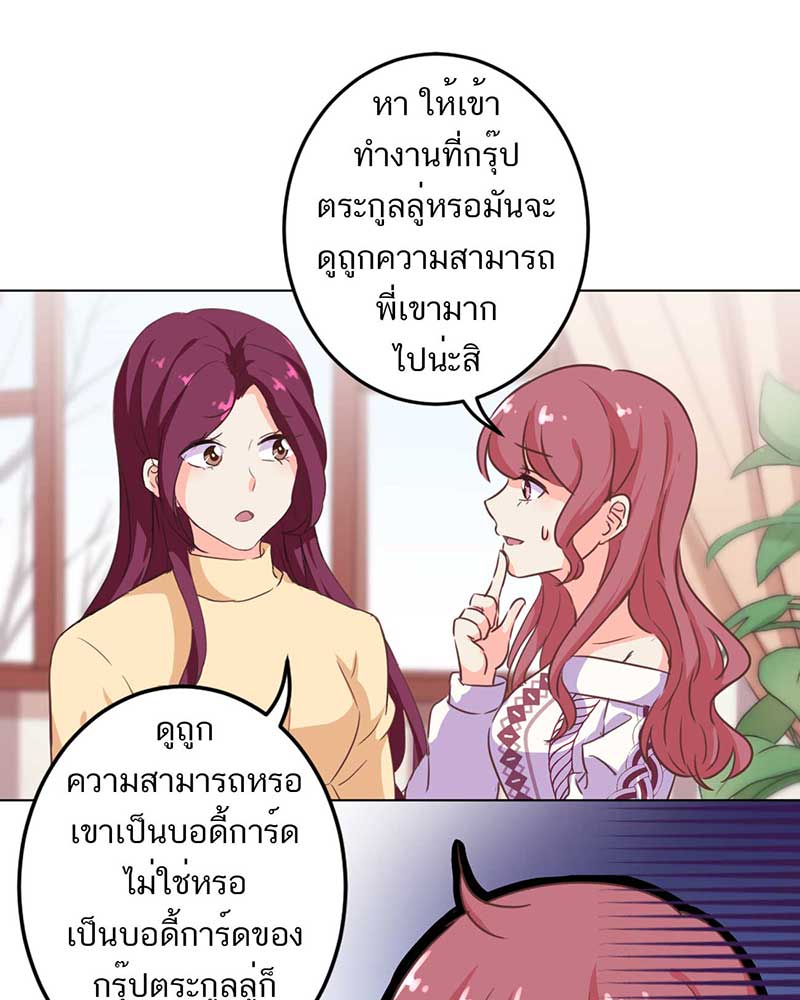 หา ให้เข้า
ทำงานที่กรุ๊ป
ตระกูลลู่หรอมันจะ
ดูถูกความสามารถ
พี่เขามาก
ไปน่ะสิ
ดูถูก
ความสามารถหรอ
เขาเป็นบอดี้การ์ด
ไม่ใช่หรอ
เป็นบอดี้การ์ดของ
กรุ๊ปตระกูลลู่ก็